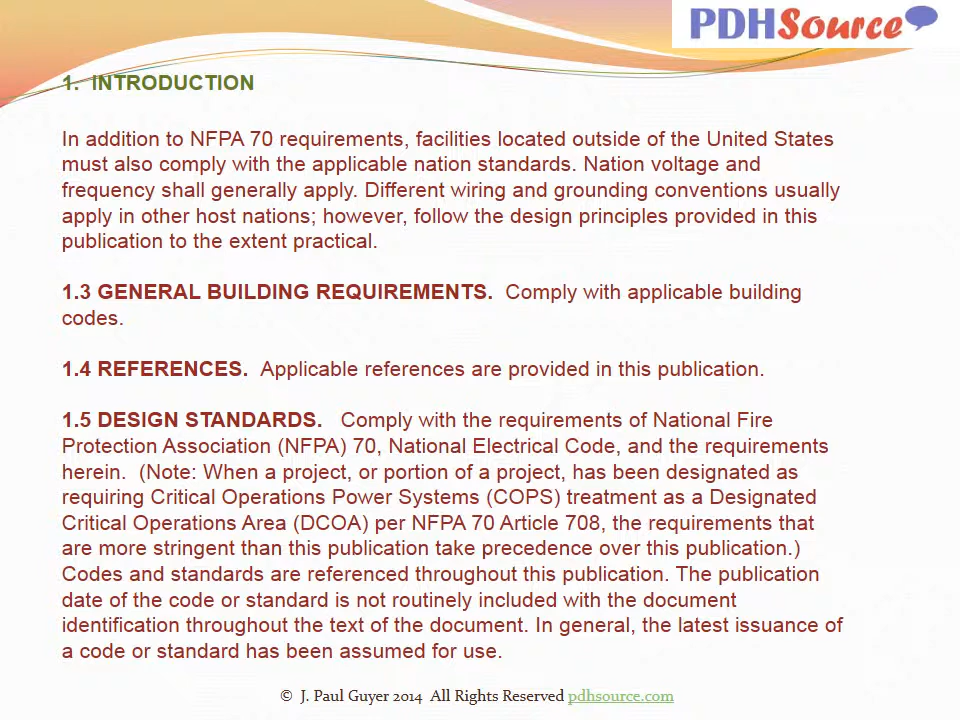 PDHSource
1. INTRODUCTION
In addition to NFPA 70 requirements, facilities located outside of the United States
must also comply with the applicable nation standards. Nation voltage and
frequency shall generally apply. Different wiring and grounding conventions usually
apply in other host nations; however, follow the design principles provided in this
publication to the extent practical.
1.3 GENERAL BUILDING REQUIREMENTS. Comply with applicable building
codes.
1.4 REFERENCES. Applicable references are provided in this publication.
1.5 DESIGN STANDARDS. Comply with the requirements of National Fire
Protection Association (NFPA) 70, National Electrical Code, and the requirements
herein. (Note: When a project, or portion of a project, has been designated as
requiring Critical Operations Power Systems (COPS) treatment as a Designated
Critical Operations Area (DCOA) per NFPA 70 Article 708, the requirements that
are more stringent than this publication take precedence over this publication.)
Codes and standards are referenced throughout this publication. The publication
date of the code or standard is not routinely included with the document
identification throughout the text of the document. In general, the latest issuance of
a code or standard has been assumed for use.
© J. Paul Guyer 2014 All Rights Reserved pdhsource.com